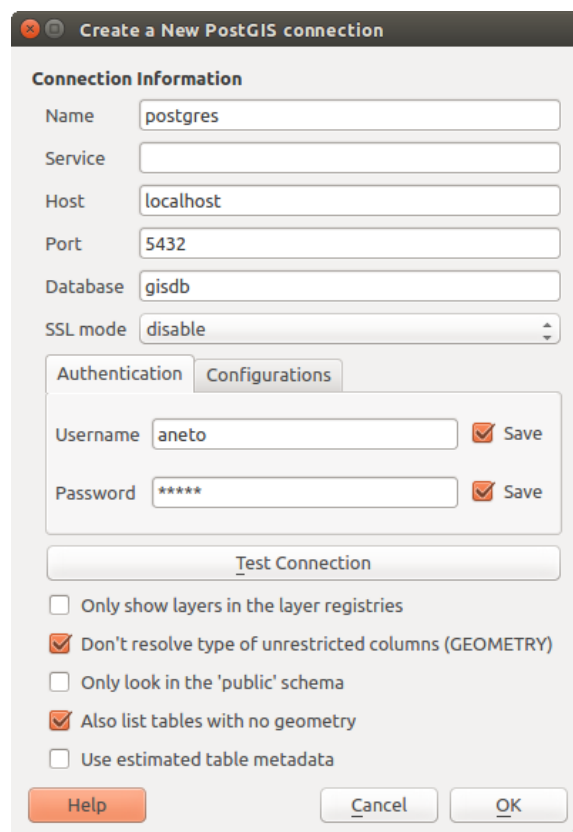 Create a New PostGIS connection
Connection Information
Name postgres
Service
Host localhost
Port 5432
Database gisdb
SSL mode disable
Authentication Configurations
Username aneto Save
Password ***** Save
Test Connection
Only show layers in the layer registries
Don't resolve type of unrestricted columns (GEOMETRY)
Only look in the 'public' schema
Also list tables with no geometry
Use estimated table metadata
Help Cancel OK